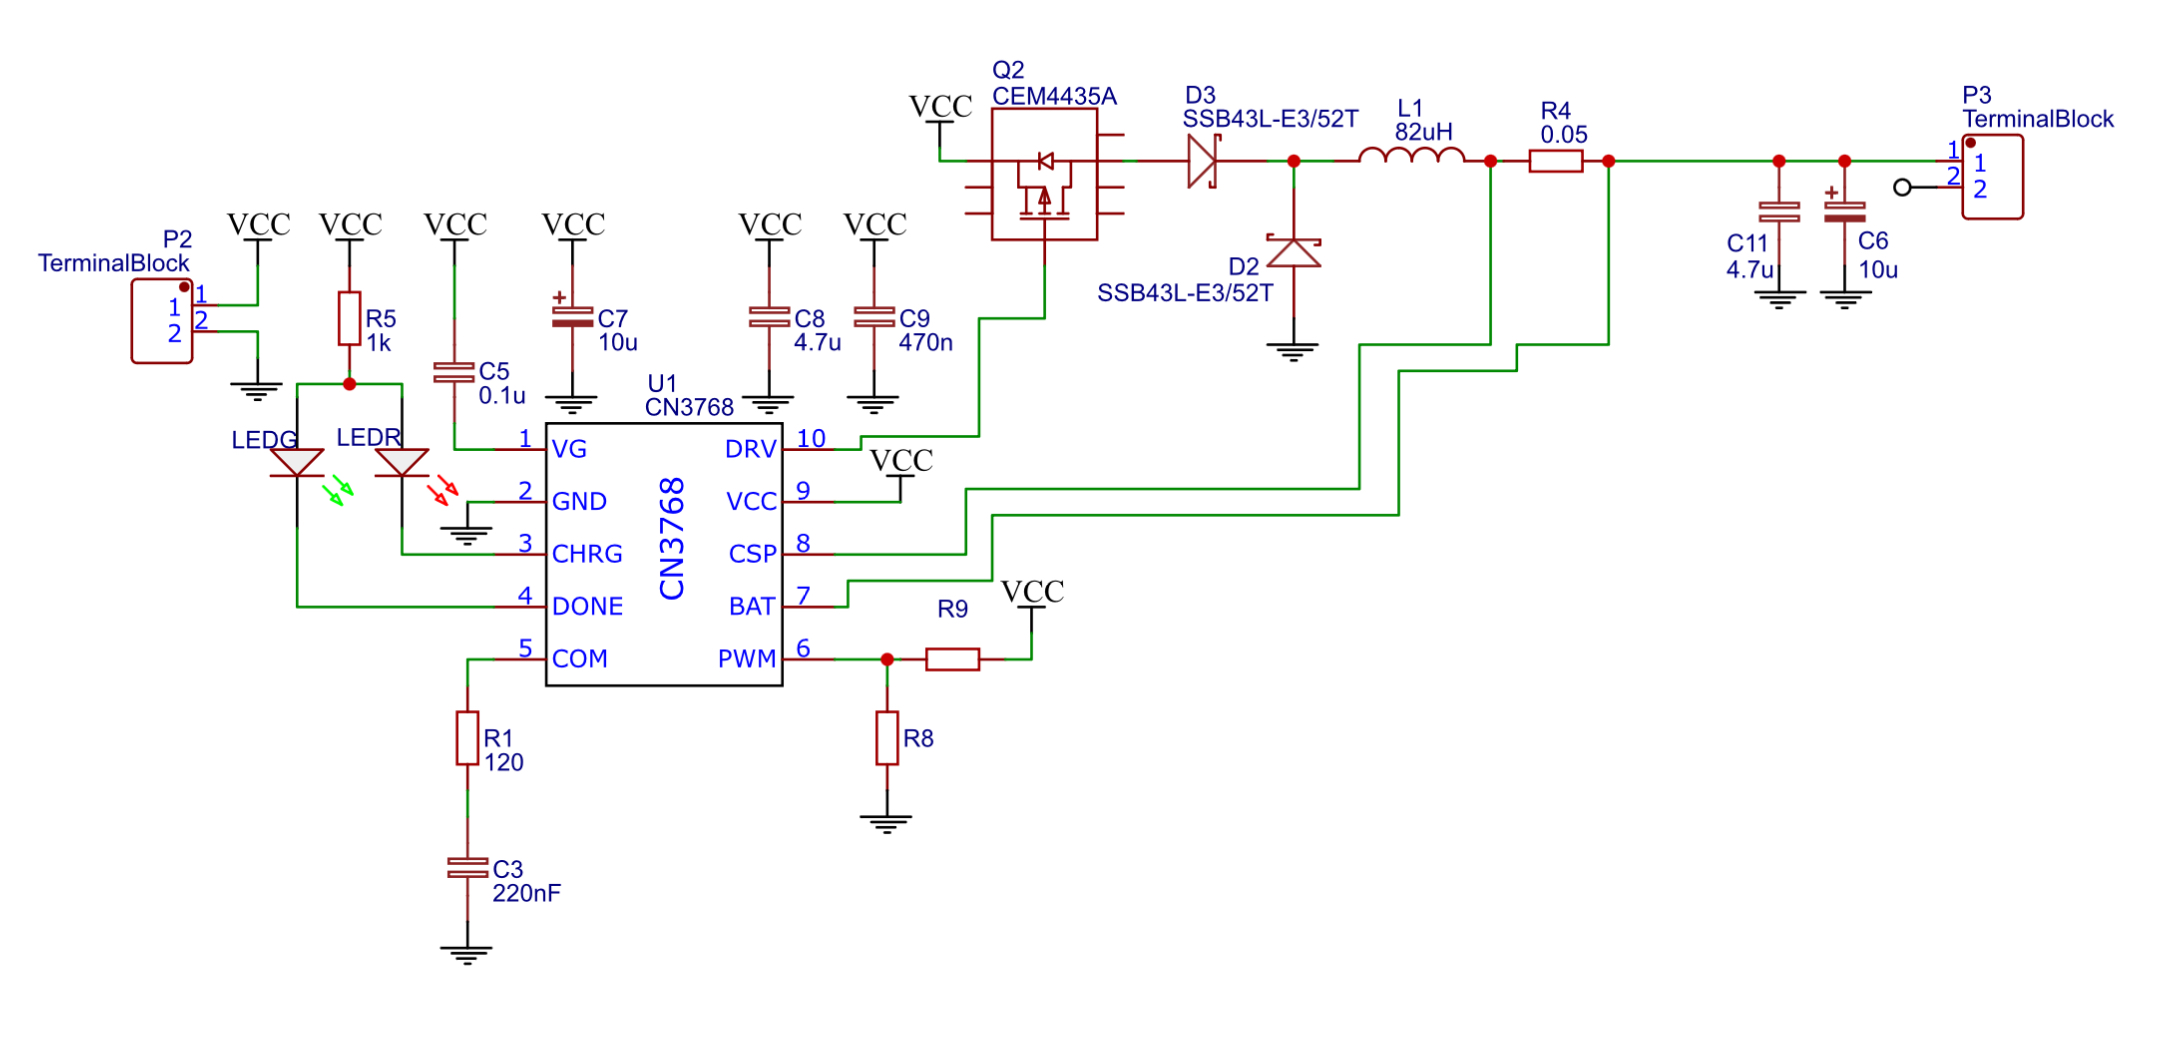 Q2
CEM4435A
VCC
D3
SSB43L-E3/52T
L1
82uH
R4
0.05
P3
TerminalBlock
1
2
1
2
C11
4.7u
C6
10u
D2
SSB43L-E3/52T
P2
TerminalBlock
1
2
1
2
VCC
VCC
VCC
VCC
VCC
VCC
R5
1k
C5
0.1u
C7
10u
C8
4.7u
C9
470n
LEDG
LEDR
U1
CN3768
CN3768
1 VG
2 GND
3 CHRG
4 DONE
5 COM
DRV 10
VCC 9
CSP 8
BAT 7
PWM 6
VCC
VCC
R9
R8
R1
120
C3
220nF